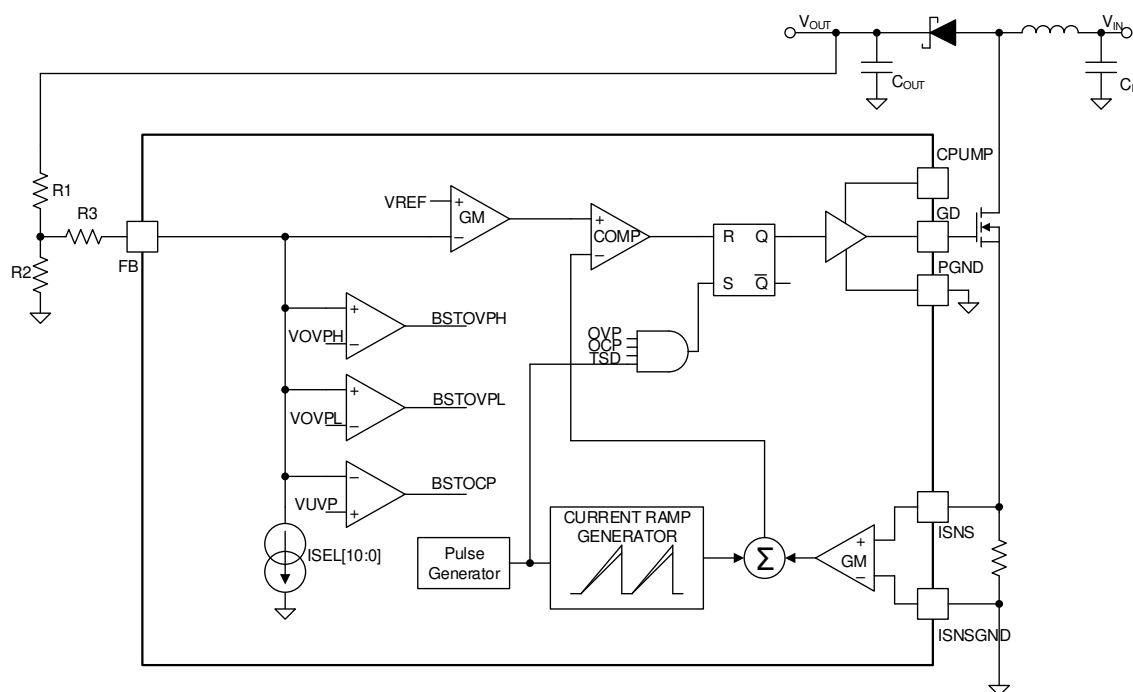 VOUT
VIN
COUT
CPUMP
R1
VREF
+
GM
−
+
COMP
−
R
Q
S
Q
GD
R3
FB
R2
PGND
+
VOVPH
−
BSTOVPH
OVP
OCP
TSD
+
VOVPL
−
BSTOVPL
−
VUVP
+
BSTOCP
ISEL[10:0]
Pulse
Generator
CURRENT RAMP
GENERATOR
Σ
+
GM
−
ISNS
ISNSGND